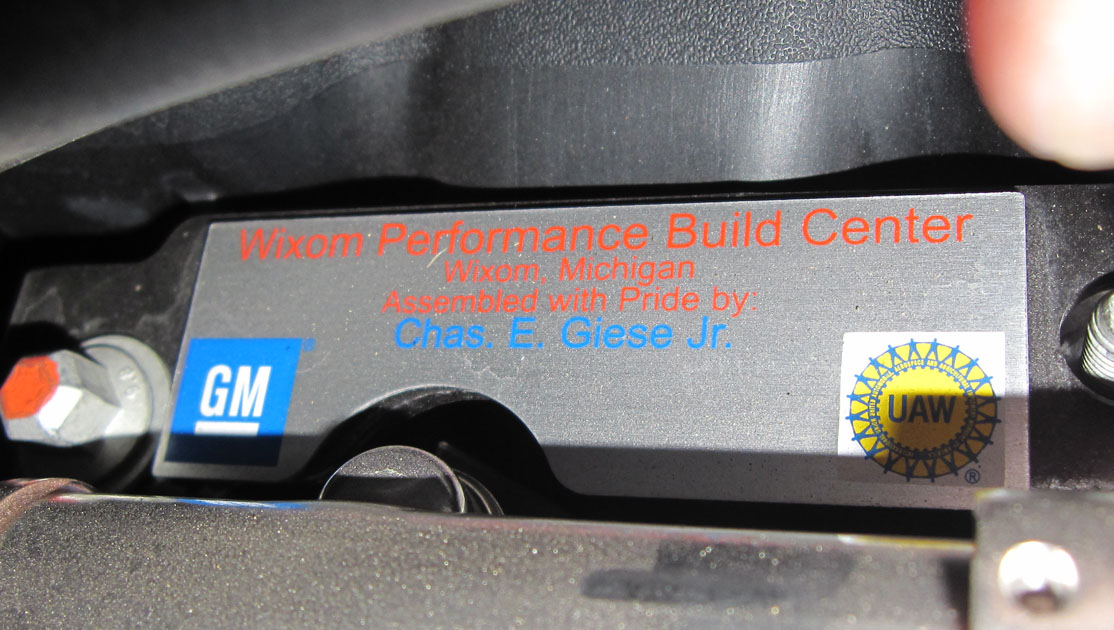 Wixom Performance Build Center
Wixom, Michigan
Assembled with Pride by:
Chas. E. Giese Jr.
GM®
UAW
®